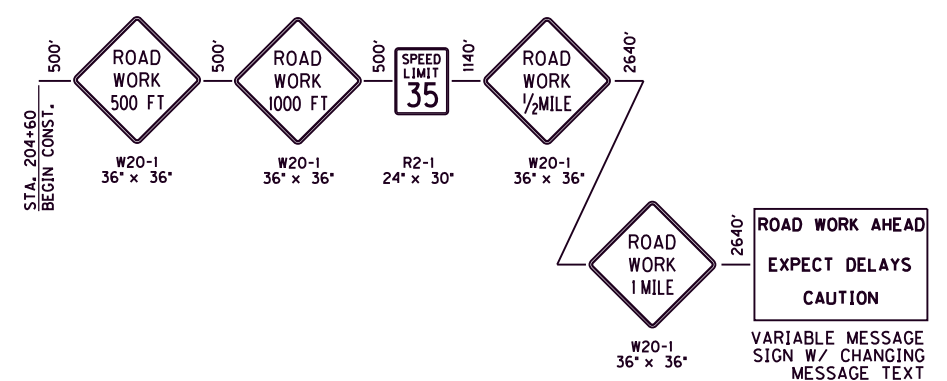 STA. 204+60
BEGIN CONST.
500'
ROAD
WORK
500 FT
W20-1
36" x 36"
500'
ROAD
WORK
1000 FT
W20-1
36" x 36"
500'
SPEED
LIMIT
35
R2-1
24" x 30"
1140'
ROAD
WORK
1/2 MILE
W20-1
36" x 36"
2640'
ROAD
WORK
1 MILE
W20-1
36" x 36"
2640'
ROAD WORK AHEAD
EXPECT DELAYS
CAUTION
VARIABLE MESSAGE
SIGN W/ CHANGING
MESSAGE TEXT